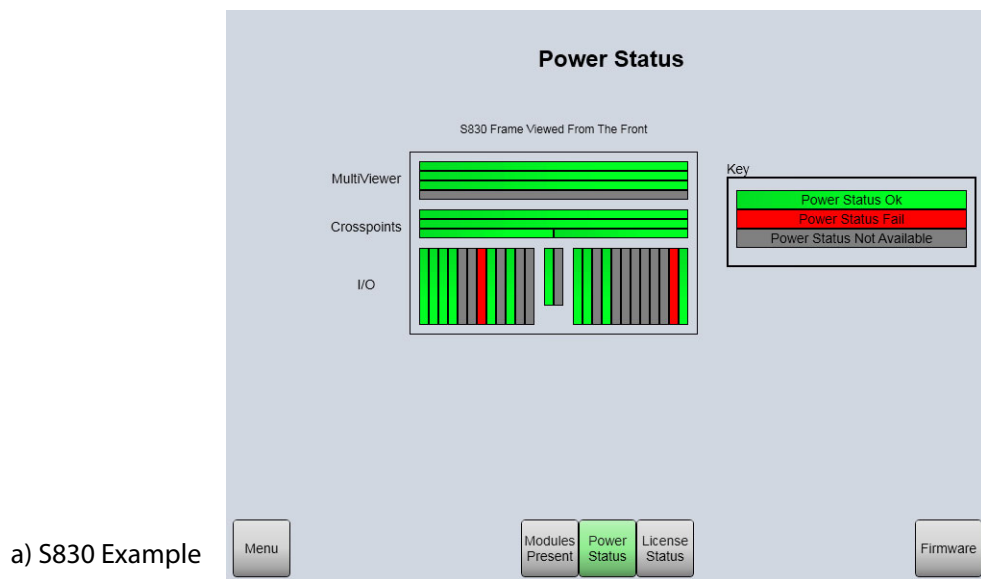 Power Status
S830 Frame Viewed From The Front
MultiViewer
Crosspoints
I/O
Key
Power Status Ok
Power Status Fail
Power Status Not Available
a) S830 Example
Menu
Modules
Present
Power
Status
License
Status
Firmware